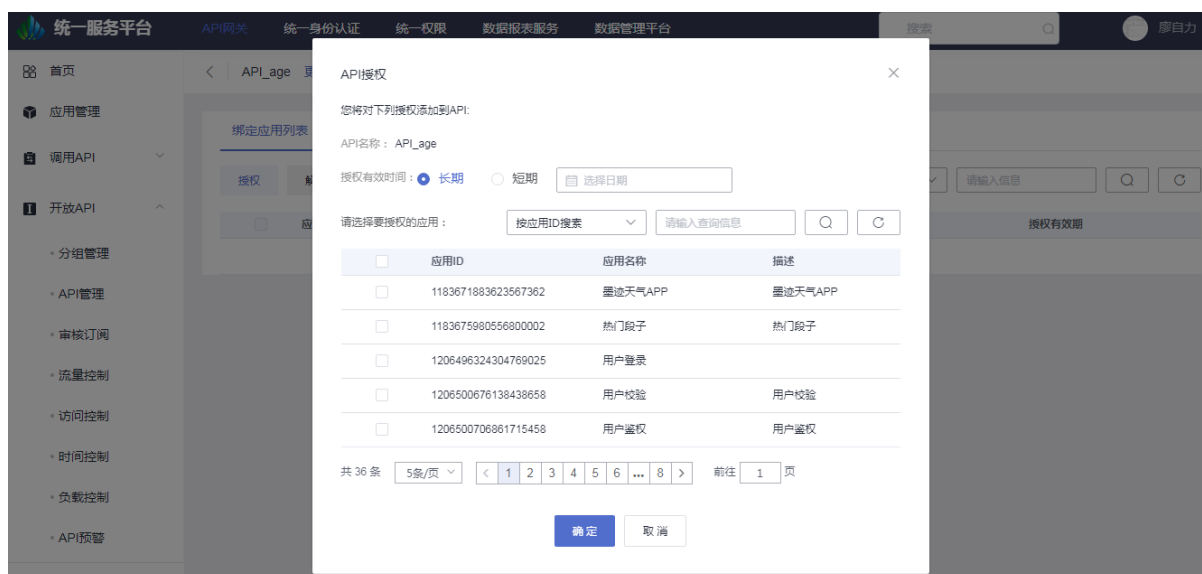 统一服务平台 API网关 统一身份认证 统一权限 数据报表服务 数据管理平台 搜索 廖自力
首页
应用管理
调用API
开放API
分组管理
API管理
审核订阅
流量控制
访问控制
时间控制
负载控制
API预警
API_age
绑定应用列表
授权
请输入信息
授权有效期
API授权
您将对下列授权添加到API:
API名称： API_age
授权有效时间： 长期 短期 选择日期
请选择要授权的应用： 按应用ID搜素 请输入查询信息
应用ID 应用名称 描述
1183671883623567362 墨迹天气APP 墨迹天气APP
1183675980556800002 热门段子 热门段子
1206496324304769025 用户登录
1206500676138438658 用户校验 用户校验
1206500706861715458 用户鉴权 用户鉴权
共 36 条 5条/页 1 2 3 4 5 6 ... 8 前往 1 页
确定 取消